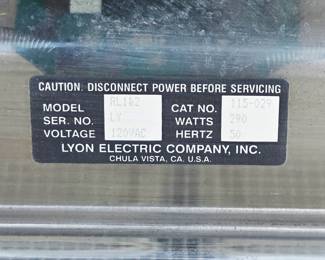 CAUTION: DISCONNECT POWER BEFORE SERVICING
MODEL RL1&2 CAT NO. 115-029
SER. NO. LY WATTS 290
VOLTAGE 120VAC HERTZ 50
LYON ELECTRIC COMPANY, INC.
CHULA VISTA, CA. U.S.A.